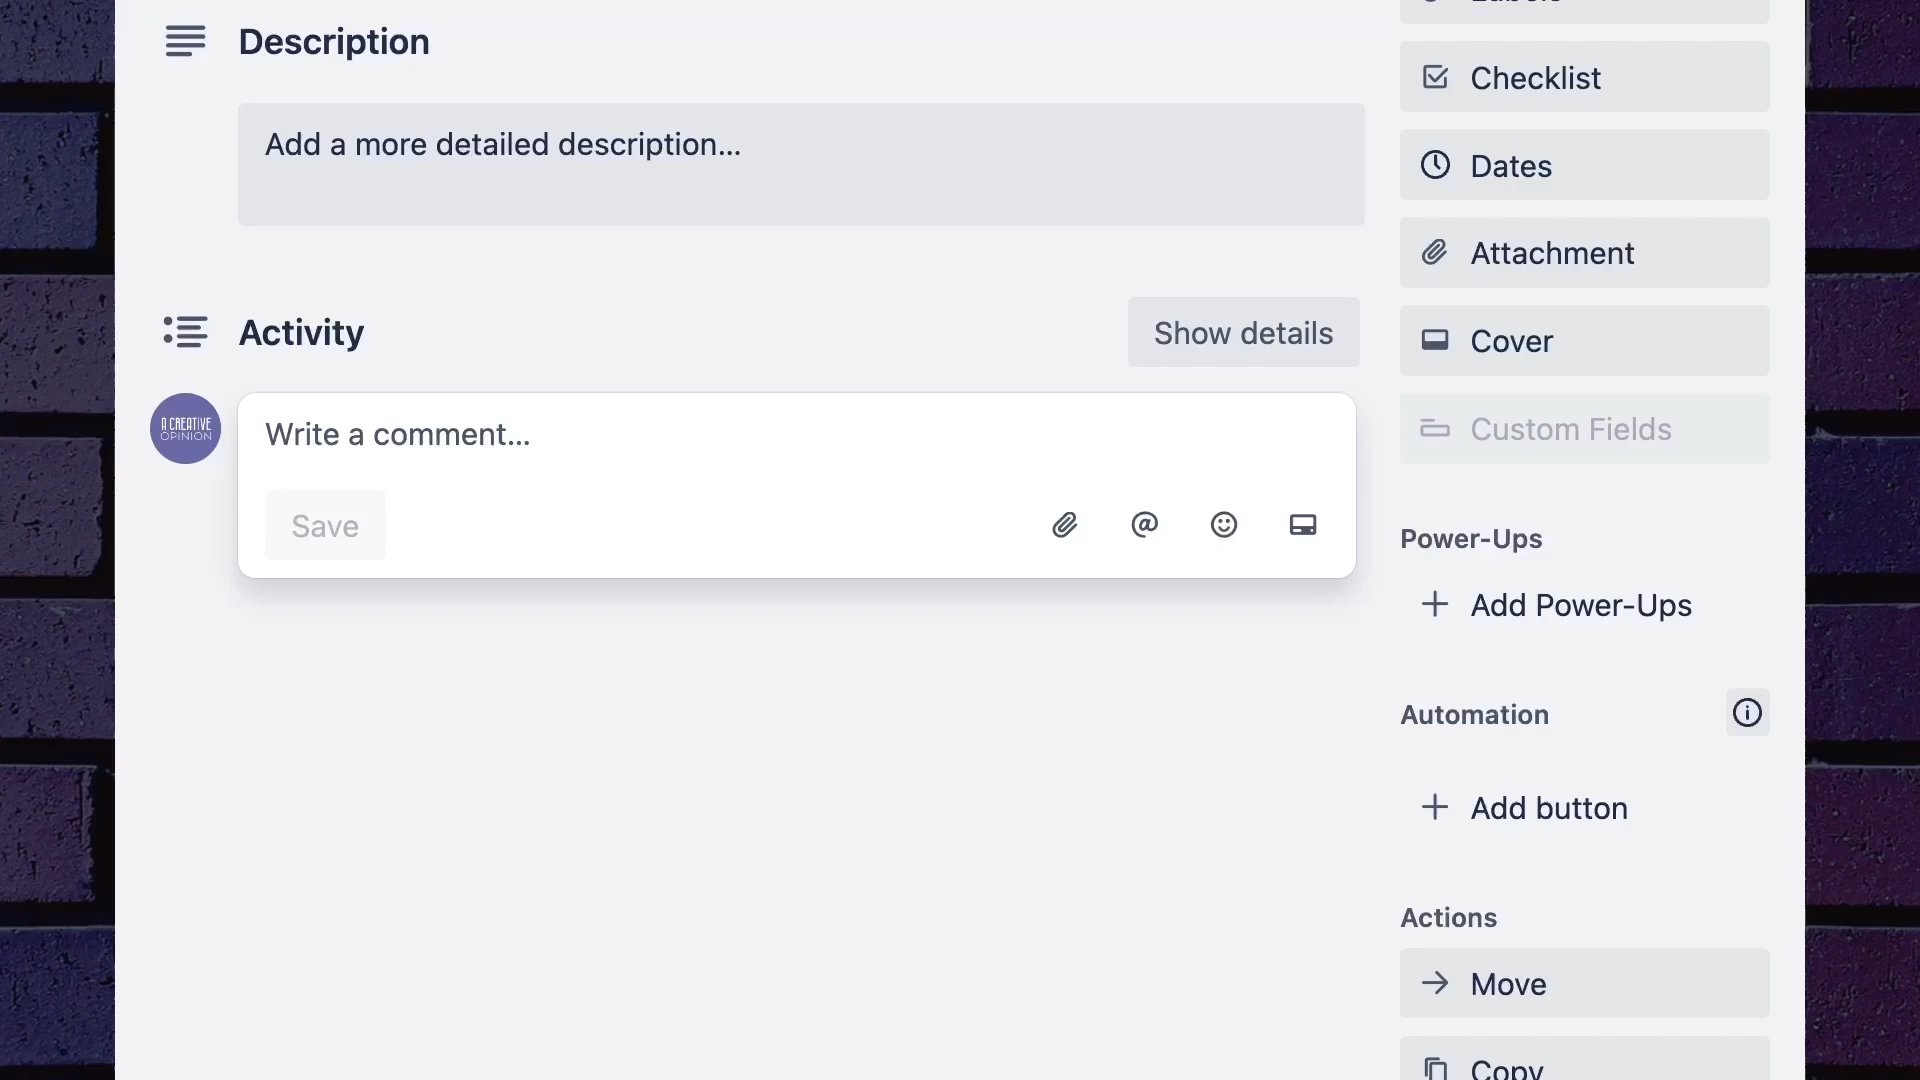 Description
Add a more detailed description...
Activity
Show details
A CREATIVE
OPINION
Write a comment...
Save
Labels
Checklist
Dates
Attachment
Cover
Custom Fields
Power-Ups
Add Power-Ups
Automation
Add button
Actions
Move
Copy